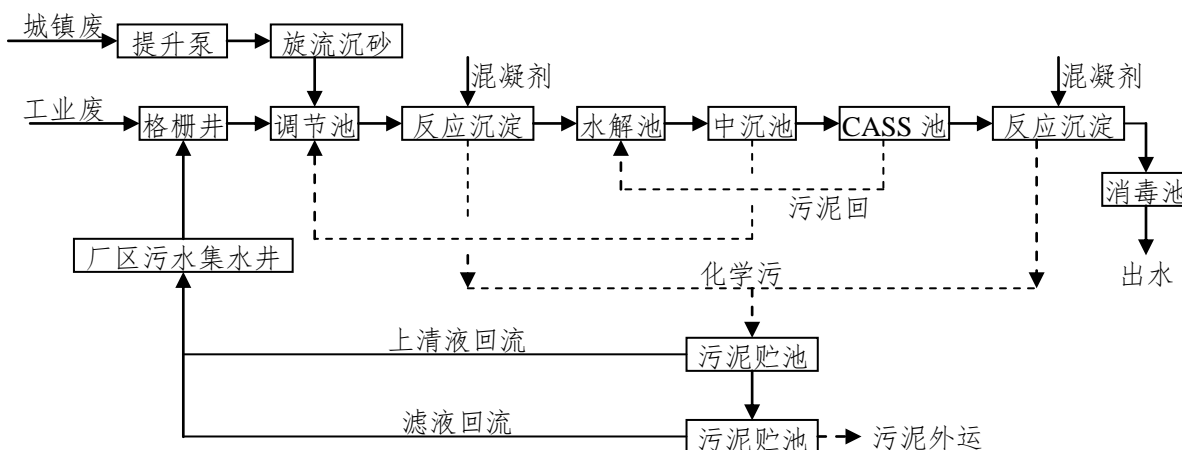 城镇废
提升泵
旋流沉砂
混凝剂
混凝剂
工业废
格栅井
调节池
反应沉淀
水解池
中沉池
CASS 池
反应沉淀
消毒池
污泥回
厂区污水集水井
化学污
出水
上清液回流
污泥贮池
滤液回流
污泥贮池
污泥外运